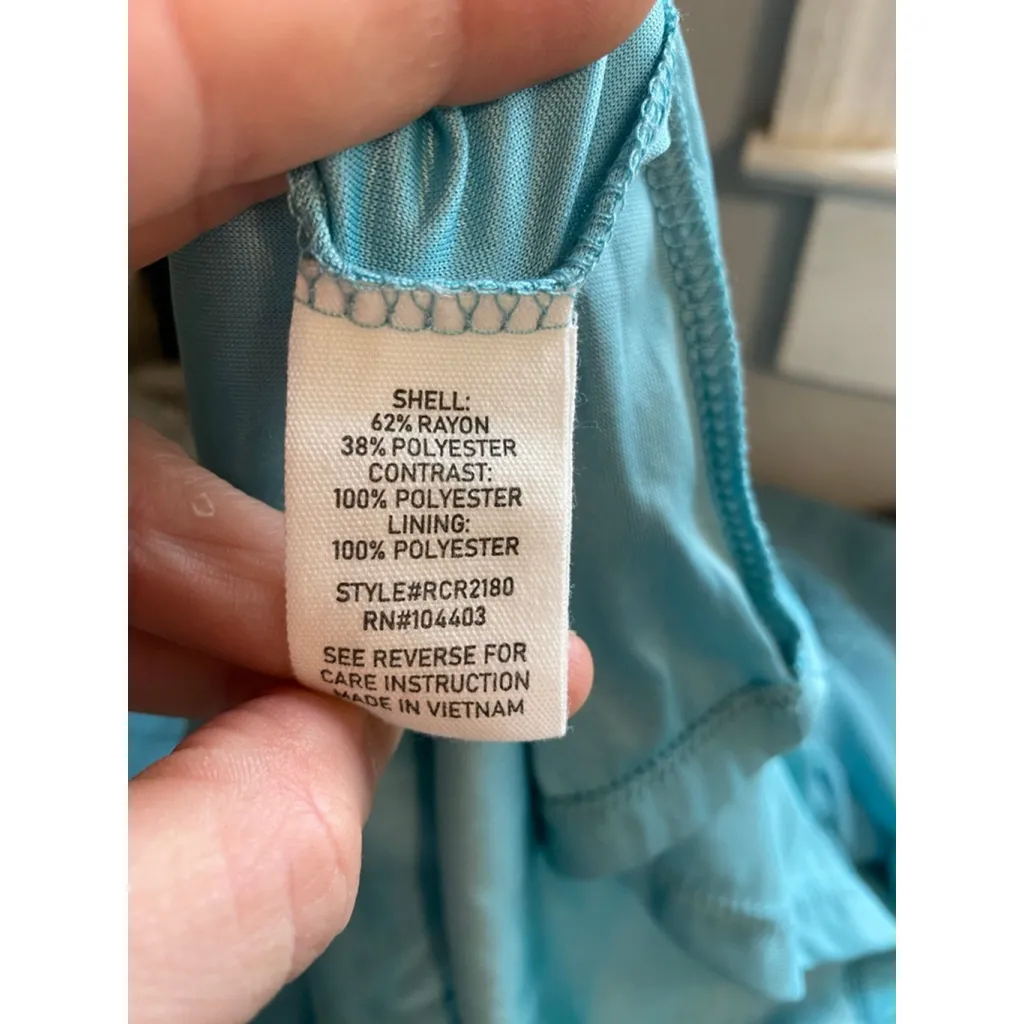 SHELL:
62% RAYON
38% POLYESTER
CONTRAST:
100% POLYESTER
LINING:
100% POLYESTER
STYLE#RCR2180
RN#104403
SEE REVERSE FOR
CARE INSTRUCTION
MADE IN VIETNAM